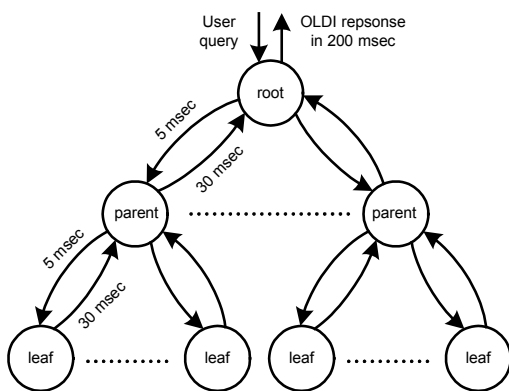 User
query
OLDI repsonse
in 200 msec
root
5 msec
30 msec
parent
parent
5 msec
30 msec
leaf
leaf
leaf
leaf